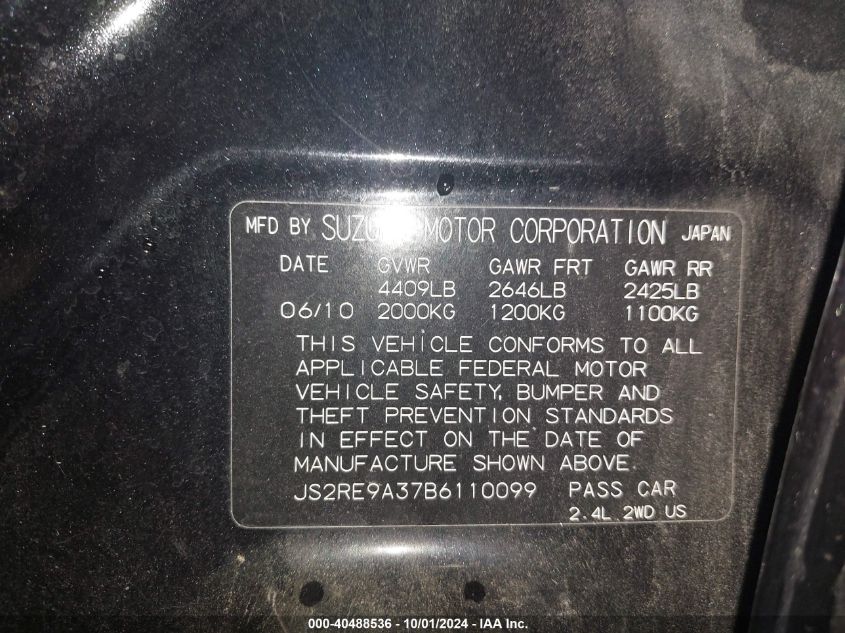 MFD BY SUZUKI MOTOR CORPORATION JAPAN
DATE GVWR GAWR FRT GAWR RR
4409LB 2646LB 2425LB
06/10 2000KG 1200KG 1100KG
THIS VEHICLE CONFORMS TO ALL
APPLICABLE FEDERAL MOTOR
VEHICLE SAFETY, BUMPER AND
THEFT PREVENTION STANDARDS
IN EFFECT ON THE DATE OF
MANUFACTURE SHOWN ABOVE.
JS2RE9A37B6110099 PASS CAR
2.4L 2WD US
000-40488536 - 10/01/2024 - IAA Inc.